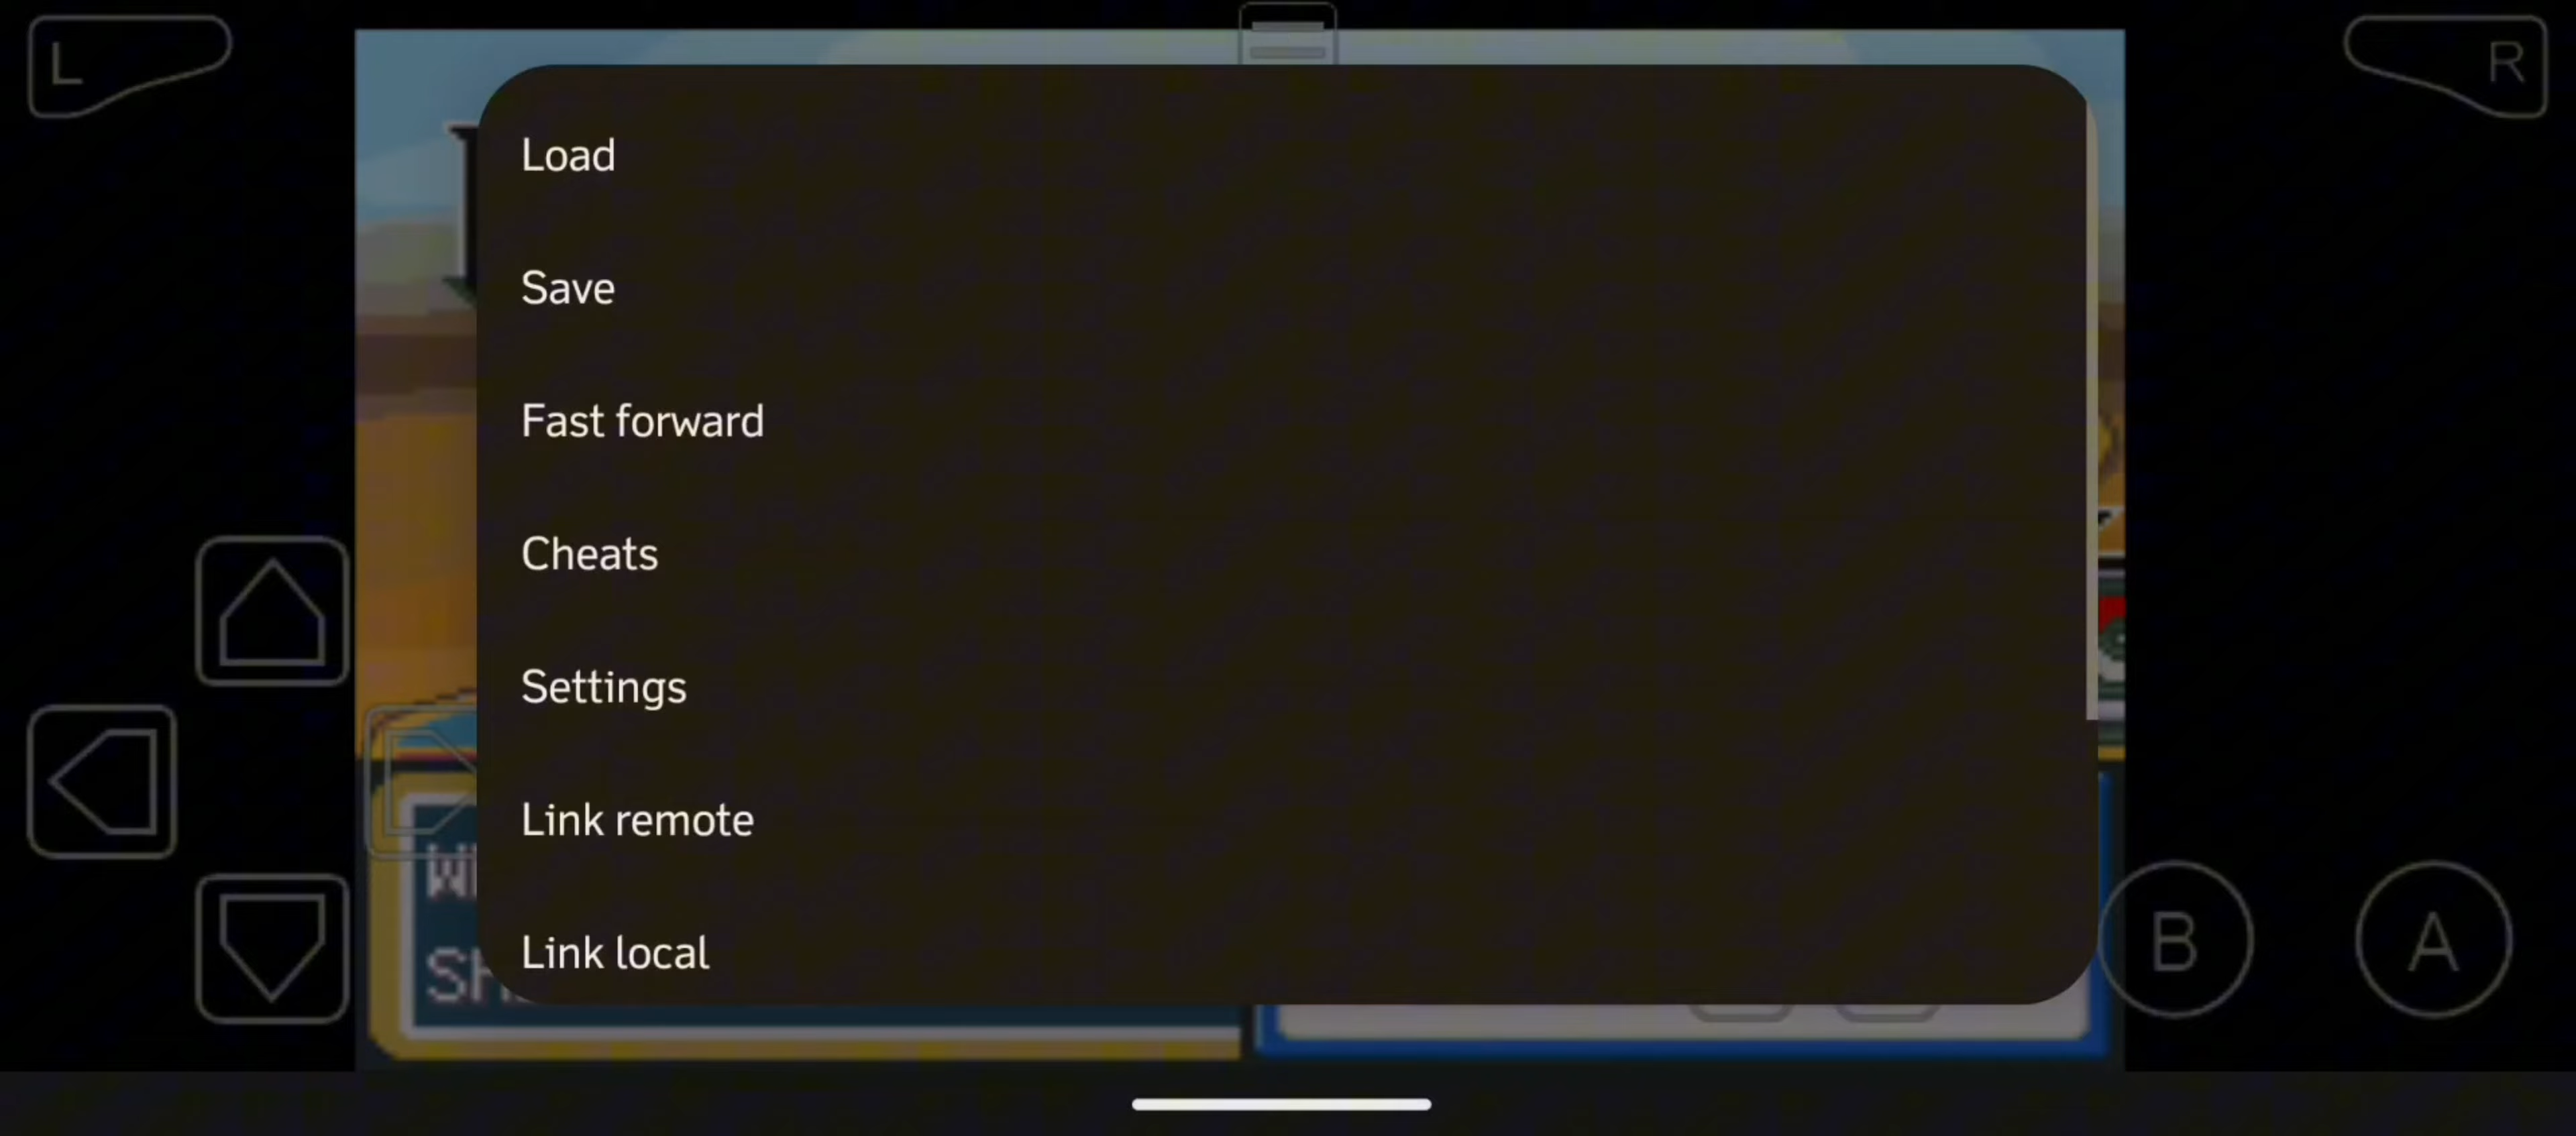 L
R
Load
Save
Fast forward
Cheats
Settings
Link remote
Link local
B
A